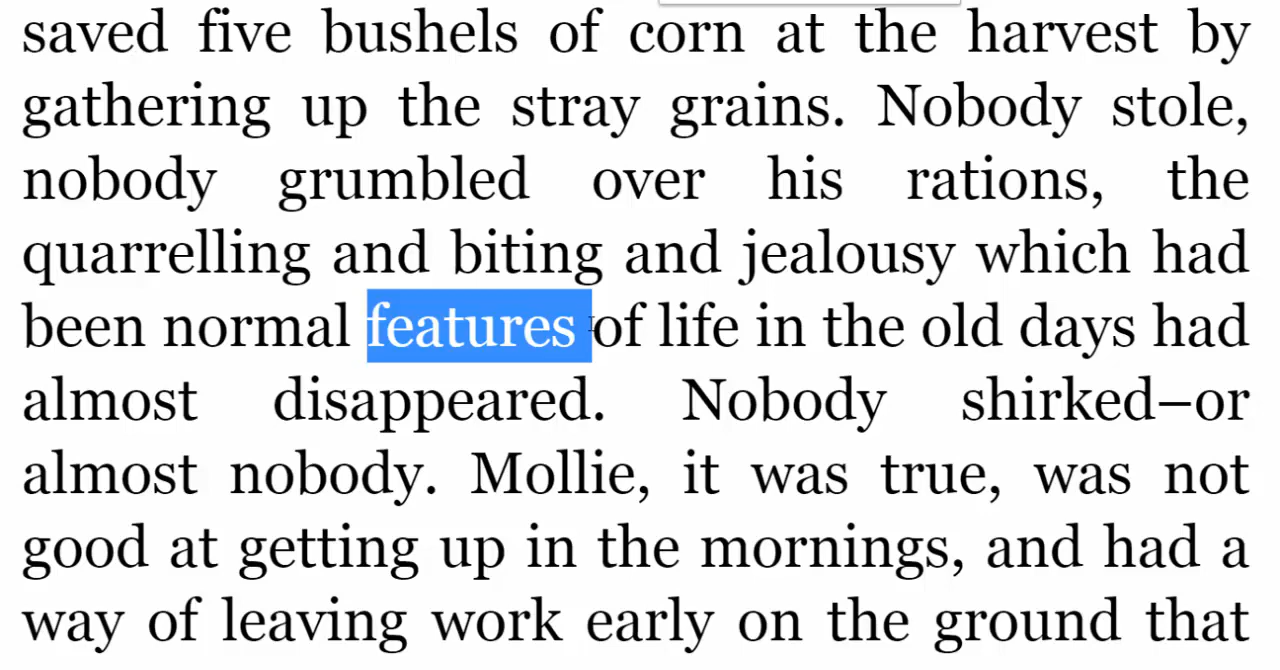 saved five bushels of corn at the harvest by
gathering up the stray grains. Nobody stole,
nobody grumbled over his rations, the
quarrelling and biting and jealousy which had
been normal features of life in the old days had
almost disappeared. Nobody shirked—or
almost nobody. Mollie, it was true, was not
good at getting up in the mornings, and had a
way of leaving work early on the ground that